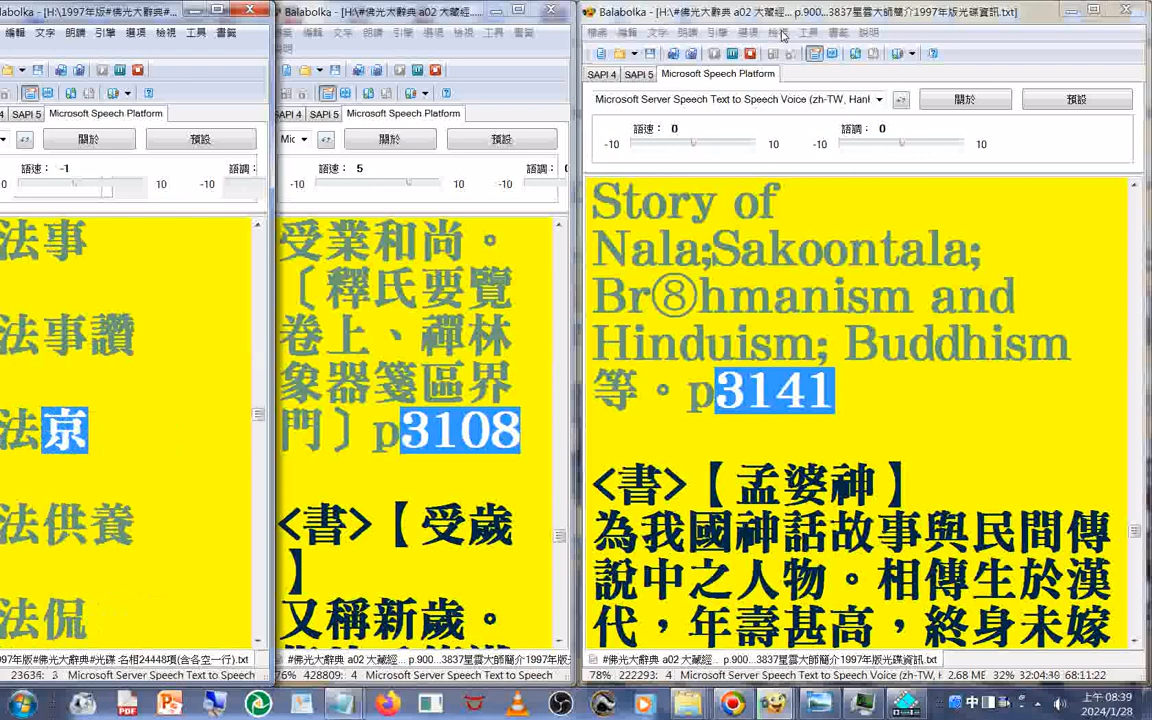 Balabolka - [H:\1997年版#佛光大辭典#...
編輯 文字 朗讀 引擎 選項 檢視 工具 書籤
SAPI 5 Microsoft Speech Platform
關於 預設
語速： -1 語調：
0 10 -10
法事
法事讚
法京
法供養
法侃
97年版#佛光大辭典#光碟 名相24448項(含各空一行).txt
Microsoft Server Speech Text to Speech
Balabolka - [H:\#佛光大辭典 a02 大藏經...
標案 編輯 文字 朗讀 引擎 選項 檢視 工具 書籤
說明
SAPI 5 Microsoft Speech Platform
Mic 關於 預設
語速： 5 語調：
-10 10 -10
受業和尚。
〔釋氏要覽
卷上、禪林
象器箋區界
門〕p3108
<書>【受歲
】
又稱新歲。
#佛光大辭典 a02 大藏經... p.900...3837星雲大師簡介1997年版
76% 428809: 4 Microsoft Server Speech Text to Speech
Balabolka - [H:\#佛光大辭典 a02 大藏經... p.900...3837星雲大師簡介1997年版光碟資訊.txt]
SAPI 4 SAPI 5 Microsoft Speech Platform
Microsoft Server Speech Text to Speech Voice (zh-TW, Hanl 關於 預設
語速： 0 語調： 0
-10 10 -10 10
Story of
Nala;Sakoontala;
Br⑧hmanism and
Hinduism; Buddhism
等。p3141
<書>【孟婆神】
為我國神話故事與民間傳
說中之人物。相傳生於漢
代，年壽甚高，終身未嫁
#佛光大辭典 a02 大藏經... p.900...3837星雲大師簡介1997年版光碟資訊.txt
78% 222293: 4 Microsoft Server Speech Text to Speech Voice (zh-TW 2.68 MB 32% 32:04:30 68:11:22
中
上午 08:39
2024/1/28